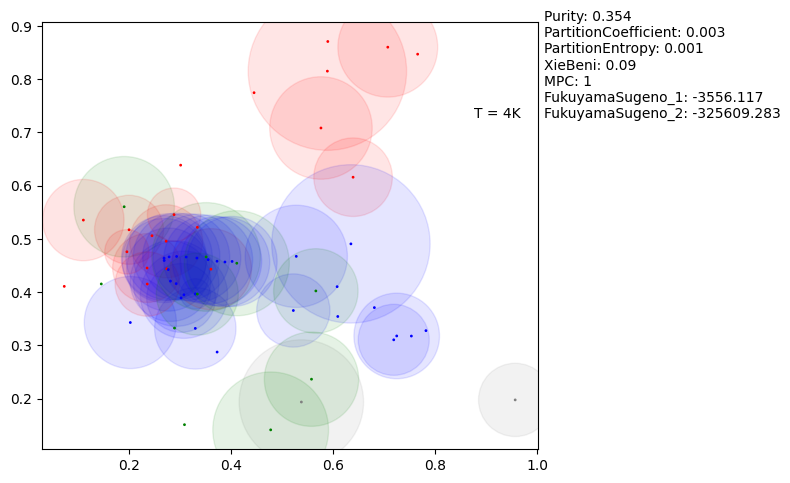 Purity: 0.354
PartitionCoefficient: 0.003
PartitionEntropy: 0.001
XieBeni: 0.09
MPC: 1
FukuyamaSugeno_1: -3556.117
FukuyamaSugeno_2: -325609.283
T = 4K
0.9
0.8
0.7
0.6
0.5
0.4
0.3
0.2
0.2
0.4
0.6
0.8
1.0